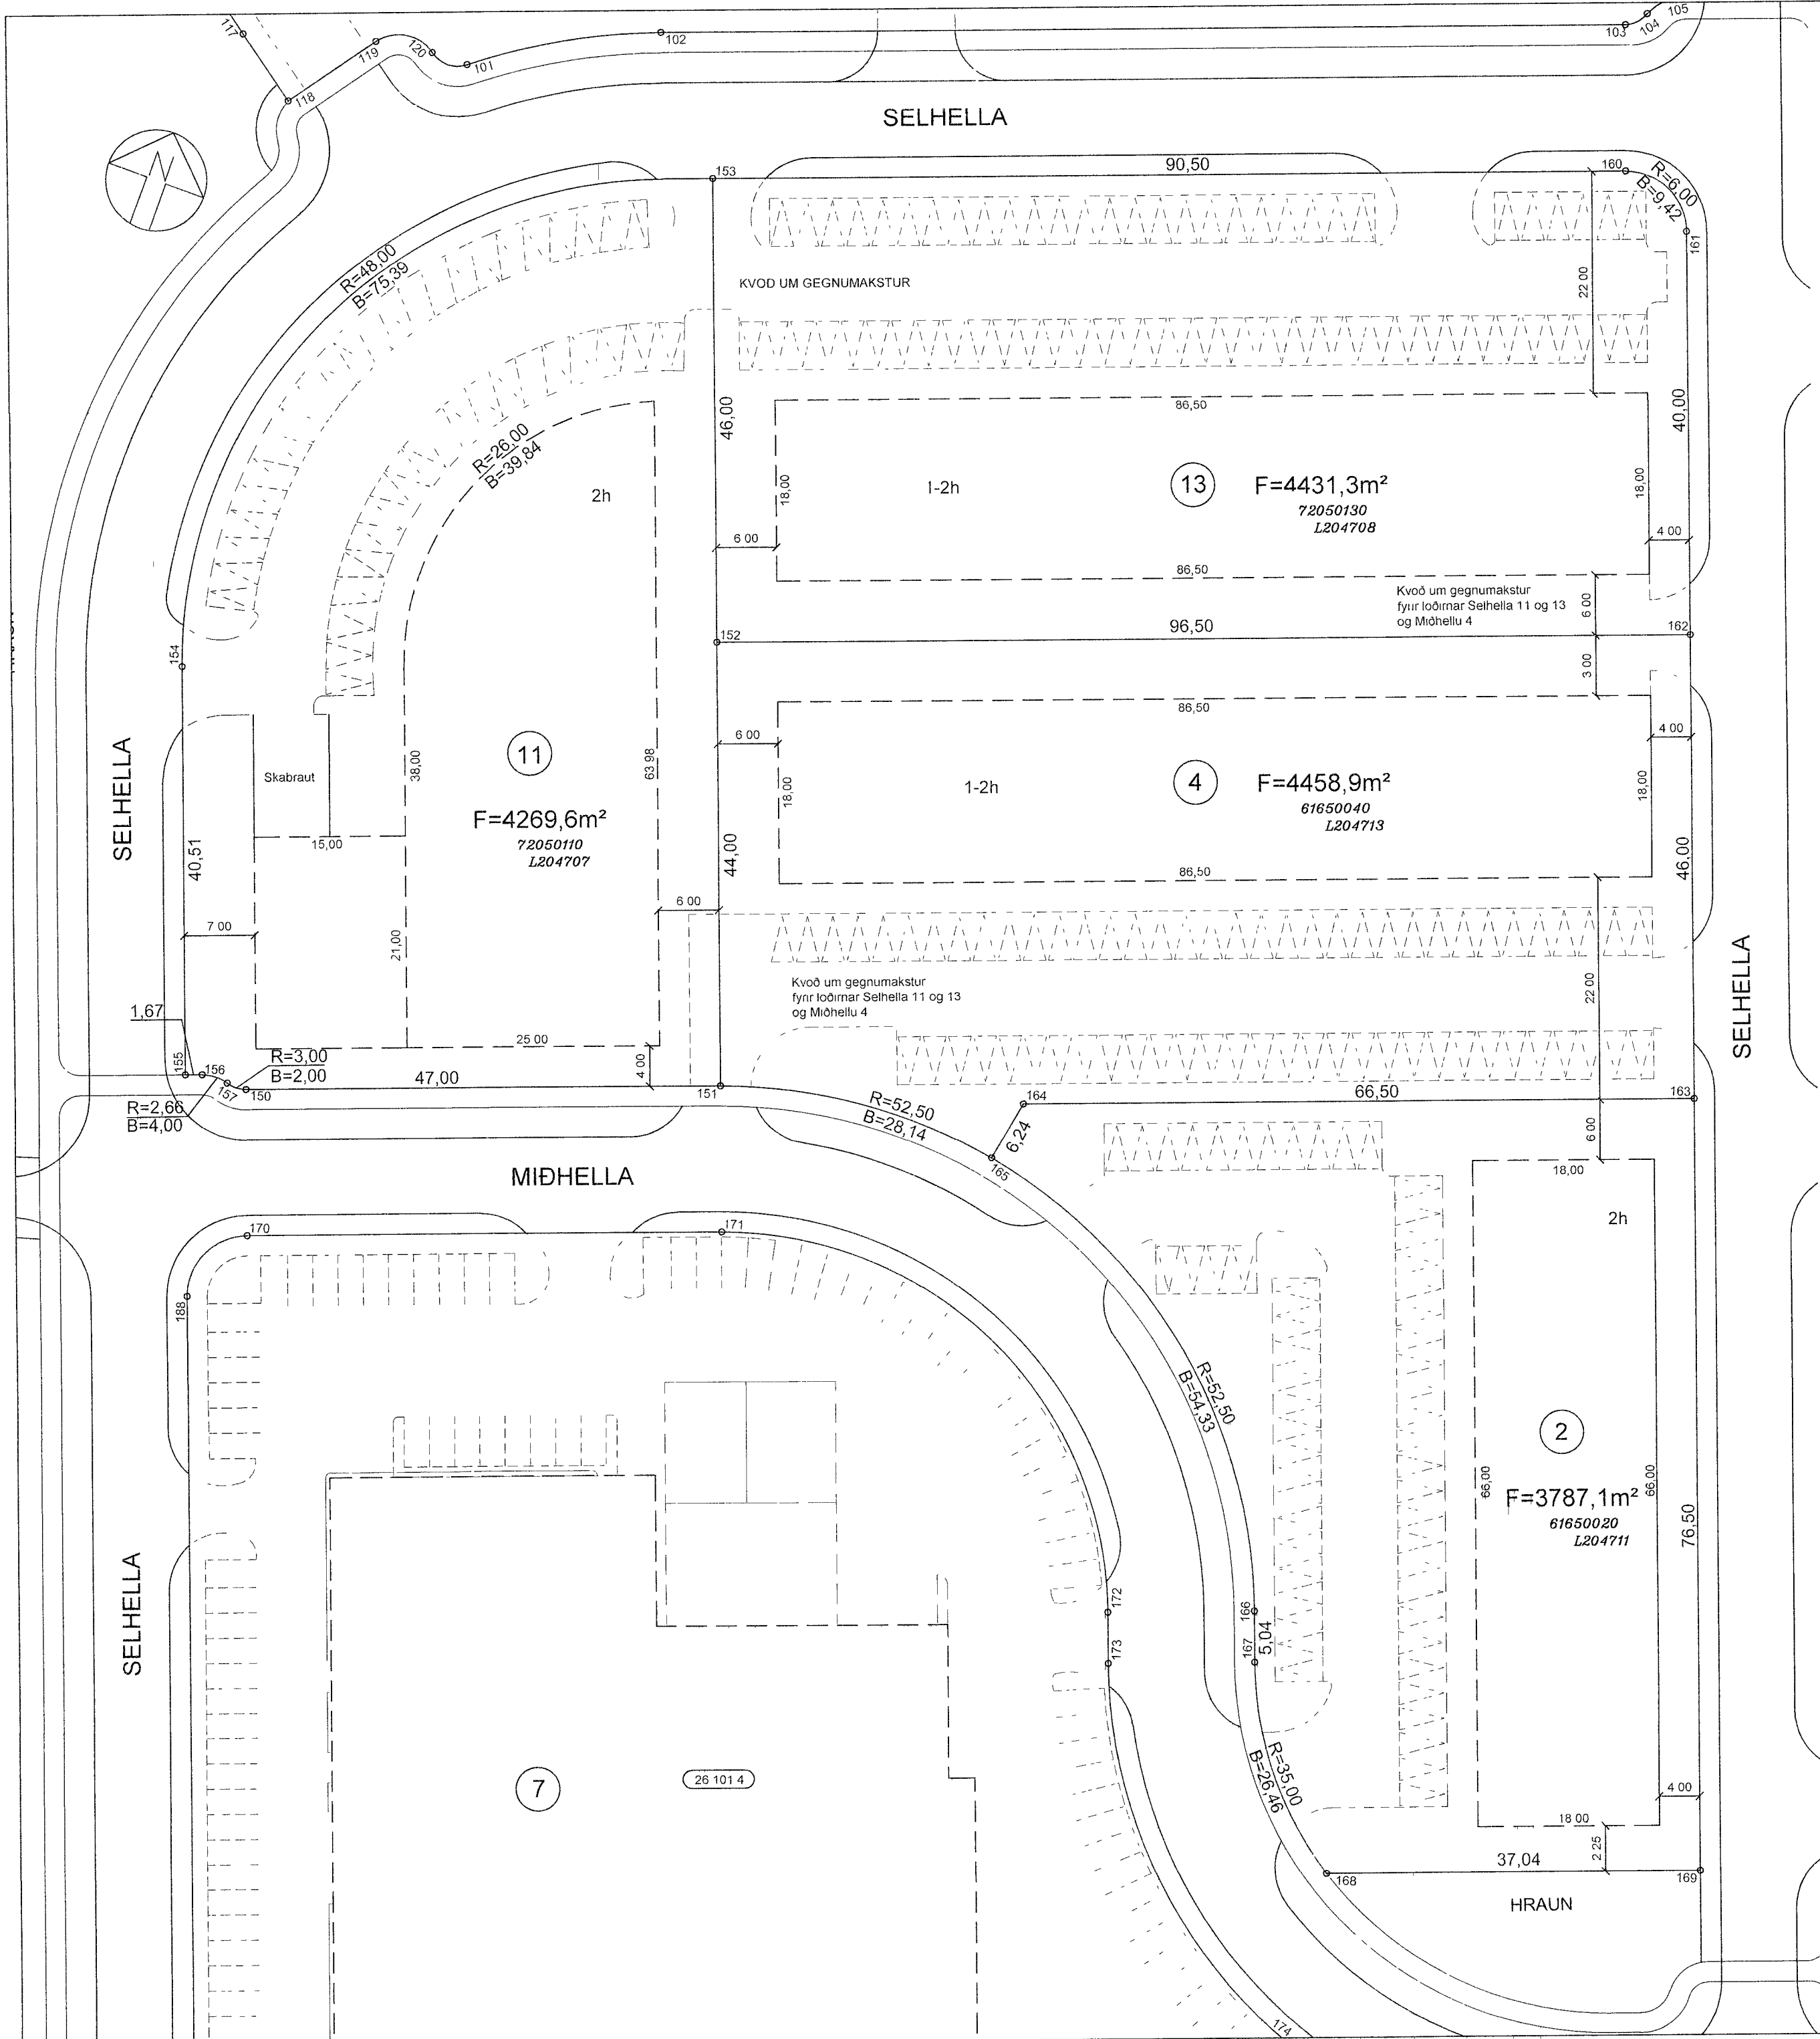 117
118
119
120
101
102
103
104
105
SELHELLA
153
90,50
160
R=6,00
B=9,42
161
R=48,00
B=75,39
KVOD UM GEGNUMAKSTUR
22 00
46,00
86,50
40,00
R=26,00
B=39,84
2h
18,00
1-2h
13
F=4431,3m²
72050130
L204708
18,00
6 00
4 00
86,50
Kvoð um gegnumakstur
fyrir loðirnar Selhella 11 og 13
og Miðhellu 4
6 00
152
96,50
162
154
3 00
86,50
6 00
4 00
SELHELLA
Skabraut
38,00
11
63 98
18,00
1-2h
4
F=4458,9m²
61650040
L204713
18,00
F=4269,6m²
72050110
L204707
15,00
40,51
44,00
86,50
46,00
7 00
21,00
6 00
SELHELLA
Kvoð um gegnumakstur
fyrir loðirnar Selhella 11 og 13
og Miðhellu 4
22 00
1,67
25 00
4 00
155
156
157
R=3,00
B=2,00
150
47,00
151
R=2,66
B=4,00
R=52,50
B=28,14
164
66,50
163
6,24
165
6 00
MIÐHELLA
18,00
2h
170
171
188
R=52,50
B=54,33
2
66,00
66,00
F=3787,1m²
61650020
L204711
76,50
SELHELLA
172
173
166
167
5,04
7
26 101 4
R=35,00
B=26,46
4 00
18 00
2 25
37,04
168
169
HRAUN
174